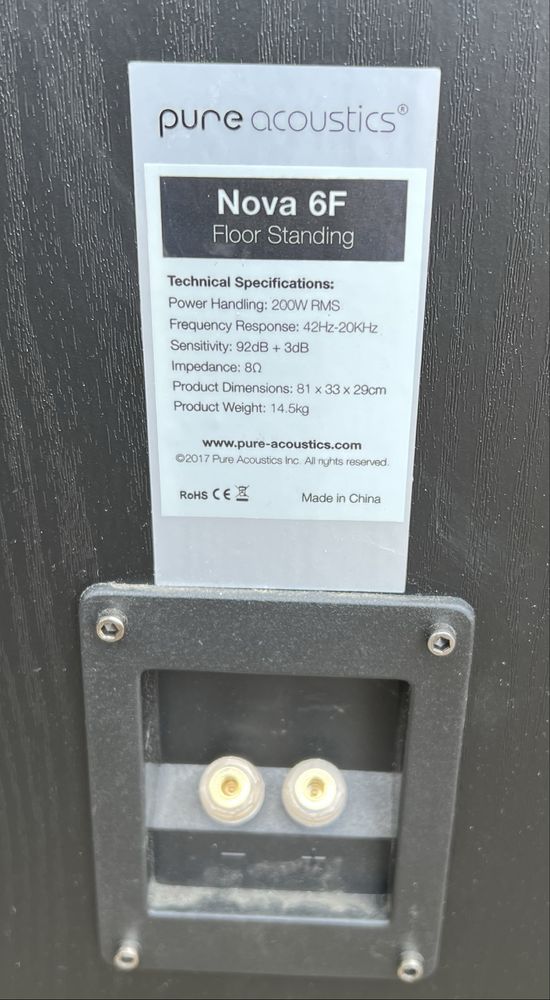 pure acoustics®
Nova 6F
Floor Standing
Technical Specifications:
Power Handling: 200W RMS
Frequency Response: 42Hz-20KHz
Sensitivity: 92dB + 3dB
Impedance: 8Ω
Product Dimensions: 81 x 33 x 29cm
Product Weight: 14.5kg
www.pure-acoustics.com
©2017 Pure Acoustics Inc. All rights reserved.
RoHS CE Made in China
− +